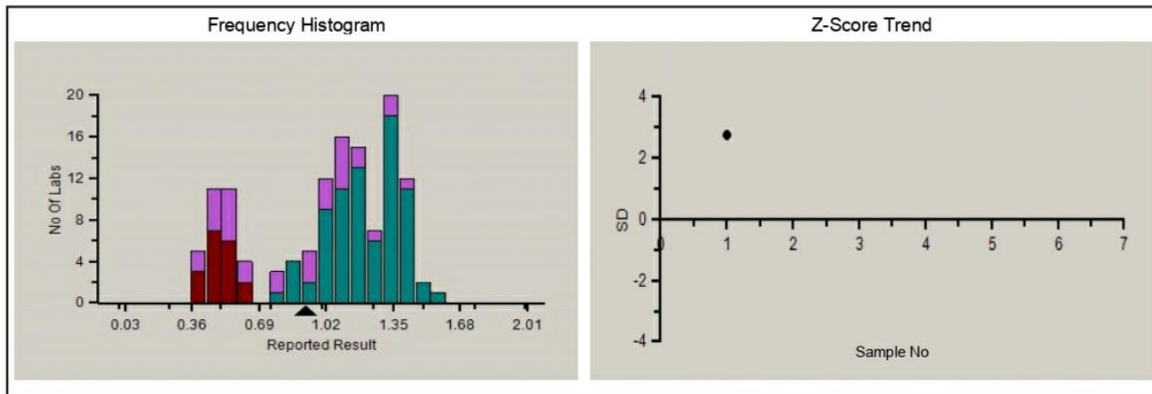 Frequency Histogram
20
16
12
8
4
0
No Of Labs
0.03 0.36 0.69 1.02 1.35 1.68 2.01
Reported Result
Z-Score Trend
4
2
0
-2
-4
SD
0 1 2 3 4 5 6 7
Sample No